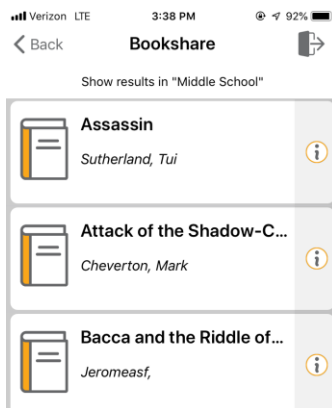 Verizon LTE 3:38 PM 92%
Back Bookshare
Show results in "Middle School"
Assassin
Sutherland, Tui
Attack of the Shadow-C...
Cheverton, Mark
Bacca and the Riddle of...
Jeromeasf,